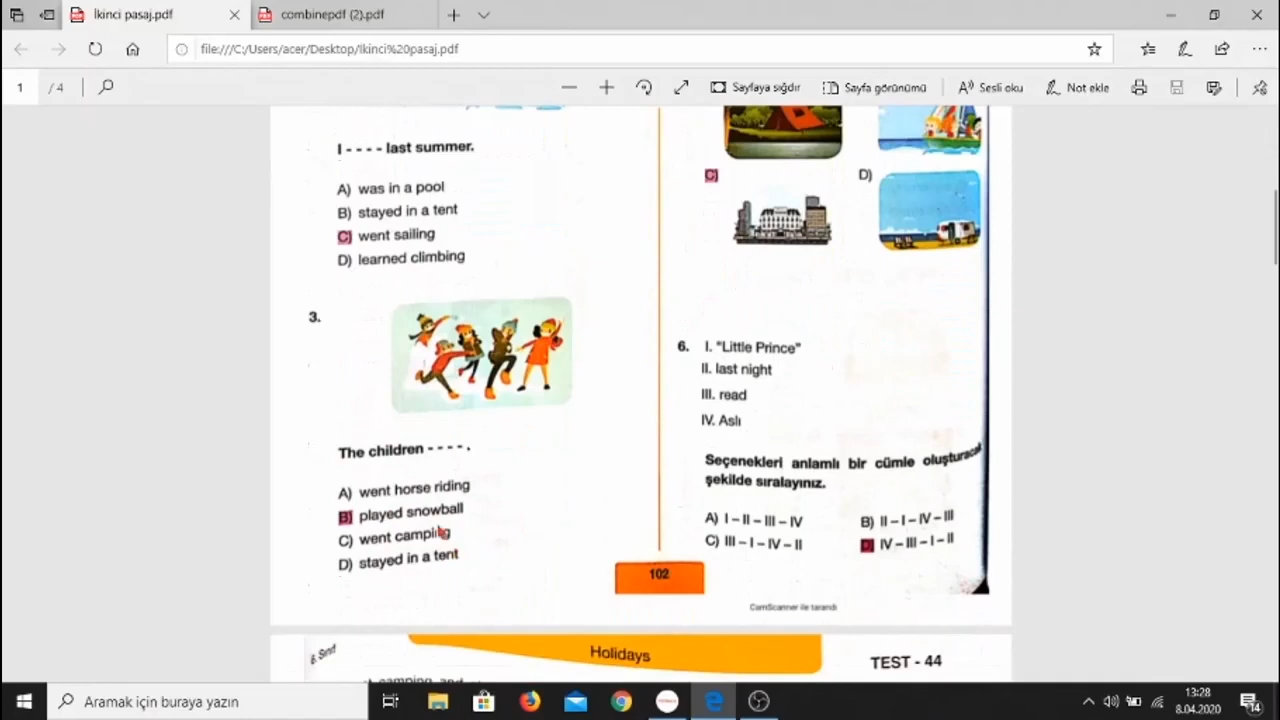 İkinci pasaj.pdf
combinepdf (2).pdf
file:///C:/Users/acer/Desktop/Ikinci%20pasaj.pdf
1 / 4
Sayfaya sığdır
Sayfa görünümü
Sesli oku
Not ekle
I - - - - last summer.
A) was in a pool
B) stayed in a tent
C) went sailing
D) learned climbing
3.
The children - - - - .
A) went horse riding
B) played snowball
C) went camping
D) stayed in a tent
C)
D)
6. I. "Little Prince"
II. last night
III. read
IV. Aslı
Seçenekleri anlamlı bir cümle oluşturacak
şekilde sıralayınız.
A) I – II – III – IV
B) II – I – IV – III
C) III – I – IV – II
D) IV – III – I – II
102
CamScanner ile tarandı
6. Sınıf
Holidays
TEST - 44
Aramak için buraya yazın
13:28
8.04.2020
14